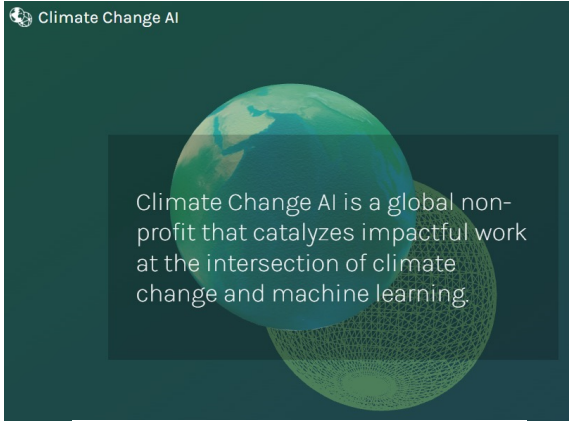 Climate Change AI
Climate Change AI is a global non-
profit that catalyzes impactful work
at the intersection of climate
change and machine learning.